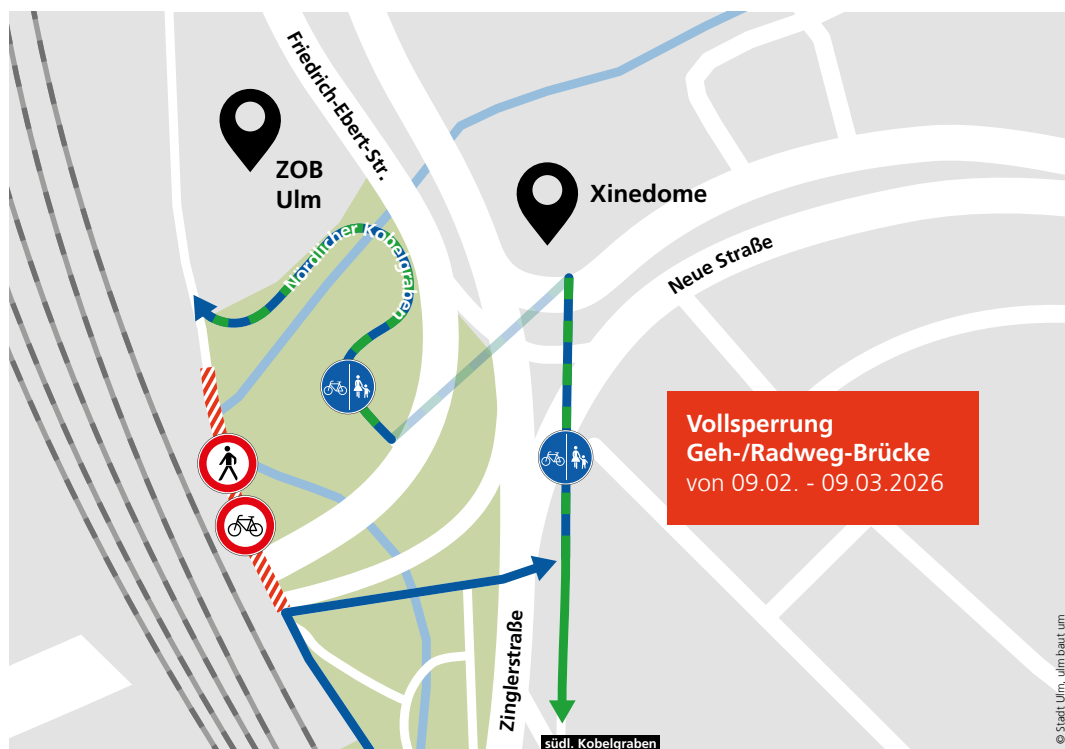 Friedrich-Ebert-Str.
ZOB
Ulm
Xinedome
Nördlicher Kobelgraben
Neue Straße
Vollsperrung
Geh-/Radweg-Brücke
von 09.02. - 09.03.2026
Zinglerstraße
südl. Kobelgraben
© Stadt Ulm, ulm baut um